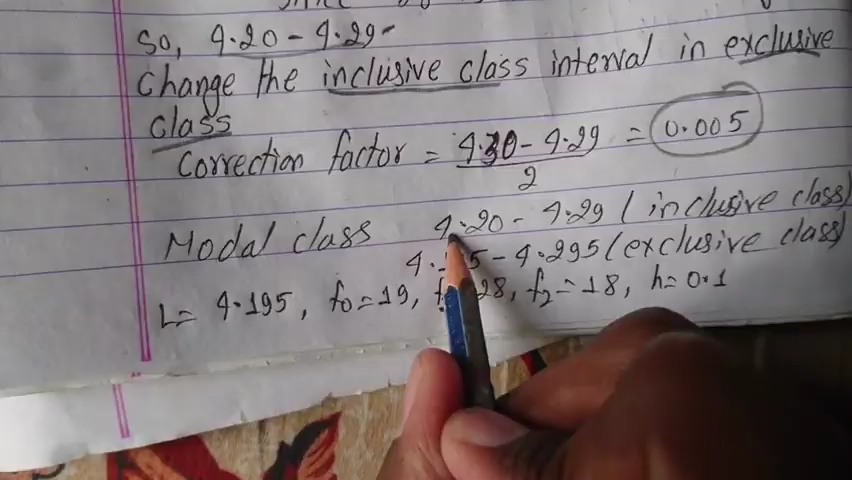 So, 4.20 - 4.29
Change the inclusive class interval in exclusive
class
Correction factor = 4.30 - 4.29 / 2 = 0.005
Modal class 4.20 - 4.29 (inclusive class)
4. 5 - 4.295 (exclusive class)
L = 4.195, f0 = 19, f 28, f2 = 18, h = 0.1